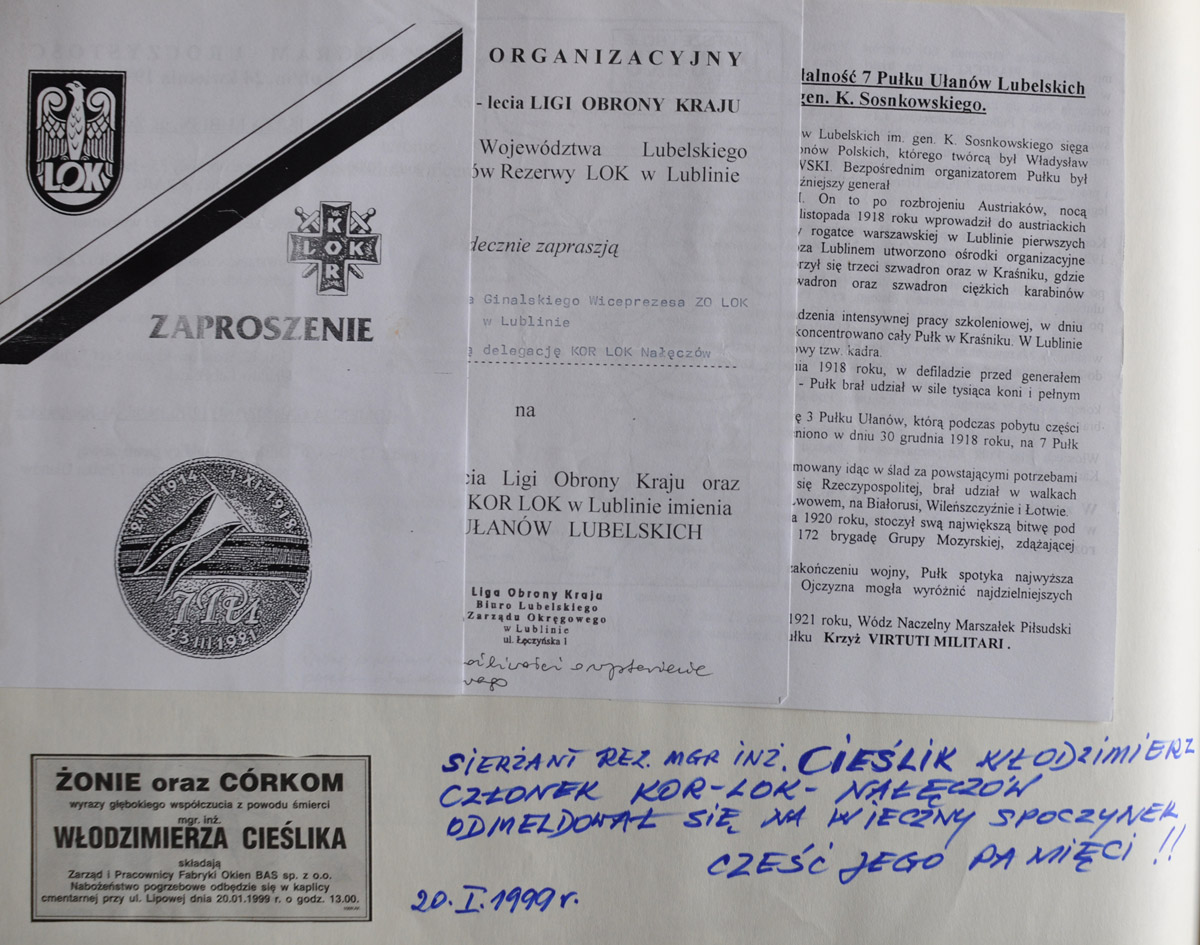 LOK
KOR
LOK
ZAPROSZENIE
2.VIII.1914 1.XI.1918
7 P.Uł.
23.III.1921
ORGANIZACYJNY
- lecia LIGI OBRONY KRAJU
Województwa Lubelskiego
ów Rezerwy LOK w Lublinie
decznie zapraszją
Ginalskiego Wiceprezesa ZO LOK
w Lublinie
delegację KOR LOK Nałęczów
na
cia Ligi Obrony Kraju oraz
KOR LOK w Lublinie imienia
UŁANÓW LUBELSKICH
Liga Obrony Kraju
Biuro Lubelskiego
Zarządu Okręgowego
w Lublinie
ul. Łęczyńska 1
lalność 7 Pułku Ułanów Lubelskich
gen. K. Sosnkowskiego.
w Lubelskich im. gen. K. Sosnkowskiego sięga
onów Polskich, którego twórcą był Władysław
WSKI. Bezpośrednim organizatorem Pułku był
źniejszy generał
I. On to po rozbrojeniu Austriaków, nocą
listopada 1918 roku wprowadził do austriackich
y rogatce warszawskiej w Lublinie pierwszych
oza Lublinem utworzono ośrodki organizacyjne
rzył się trzeci szwadron oraz w Kraśniku, gdzie
wadron oraz szwadron ciężkich karabinów
dzenia intensywnej pracy szkoleniowej, w dniu
koncentrowano cały Pułk w Kraśniku. W Lublinie
owy tzw. kadra.
nia 1918 roku, w defiladzie przed generałem
- Pułk brał udział w sile tysiąca koni i pełnym
ę 3 Pułku Ułanów, którą podczas pobytu części
niono w dniu 30 grudnia 1918 roku, na 7 Pułk
mowany idąc w ślad za powstającymi potrzebami
się Rzeczypospolitej, brał udział w walkach
Lwowem, na Białorusi, Wileńszczyźnie i Łotwie.
a 1920 roku, stoczył swą największą bitwę pod
172 brygadę Grupy Mozyrskiej, zdążającej
zakończeniu wojny, Pułk spotyka najwyższa
Ojczyzna mogła wyróżnić najdzielniejszych
1921 roku, Wódz Naczelny Marszałek Piłsudski
ułku Krzyż VIRTUTI MILITARI .
ŻONIE oraz CÓRKOM
wyrazy głębokiego współczucia z powodu śmierci
mgr. inż.
WŁODZIMIERZA CIEŚLIKA
składają
Zarząd i Pracownicy Fabryki Okien BAS sp. z o.o.
Nabożeństwo pogrzebowe odbędzie się w kaplicy
cmentarnej przy ul. Lipowej dnia 20.01.1999 r. o godz. 13.00.
SIERŻANT REZ. MGR INŻ. CIEŚLIK WŁODZIMIERZ
CZŁONEK KOR-LOK- NAŁĘCZÓW
ODMELDOWAŁ SIĘ NA WIECZNY SPOCZYNEK
CZEŚĆ JEGO PAMIĘCI !!
20.I.1999r.